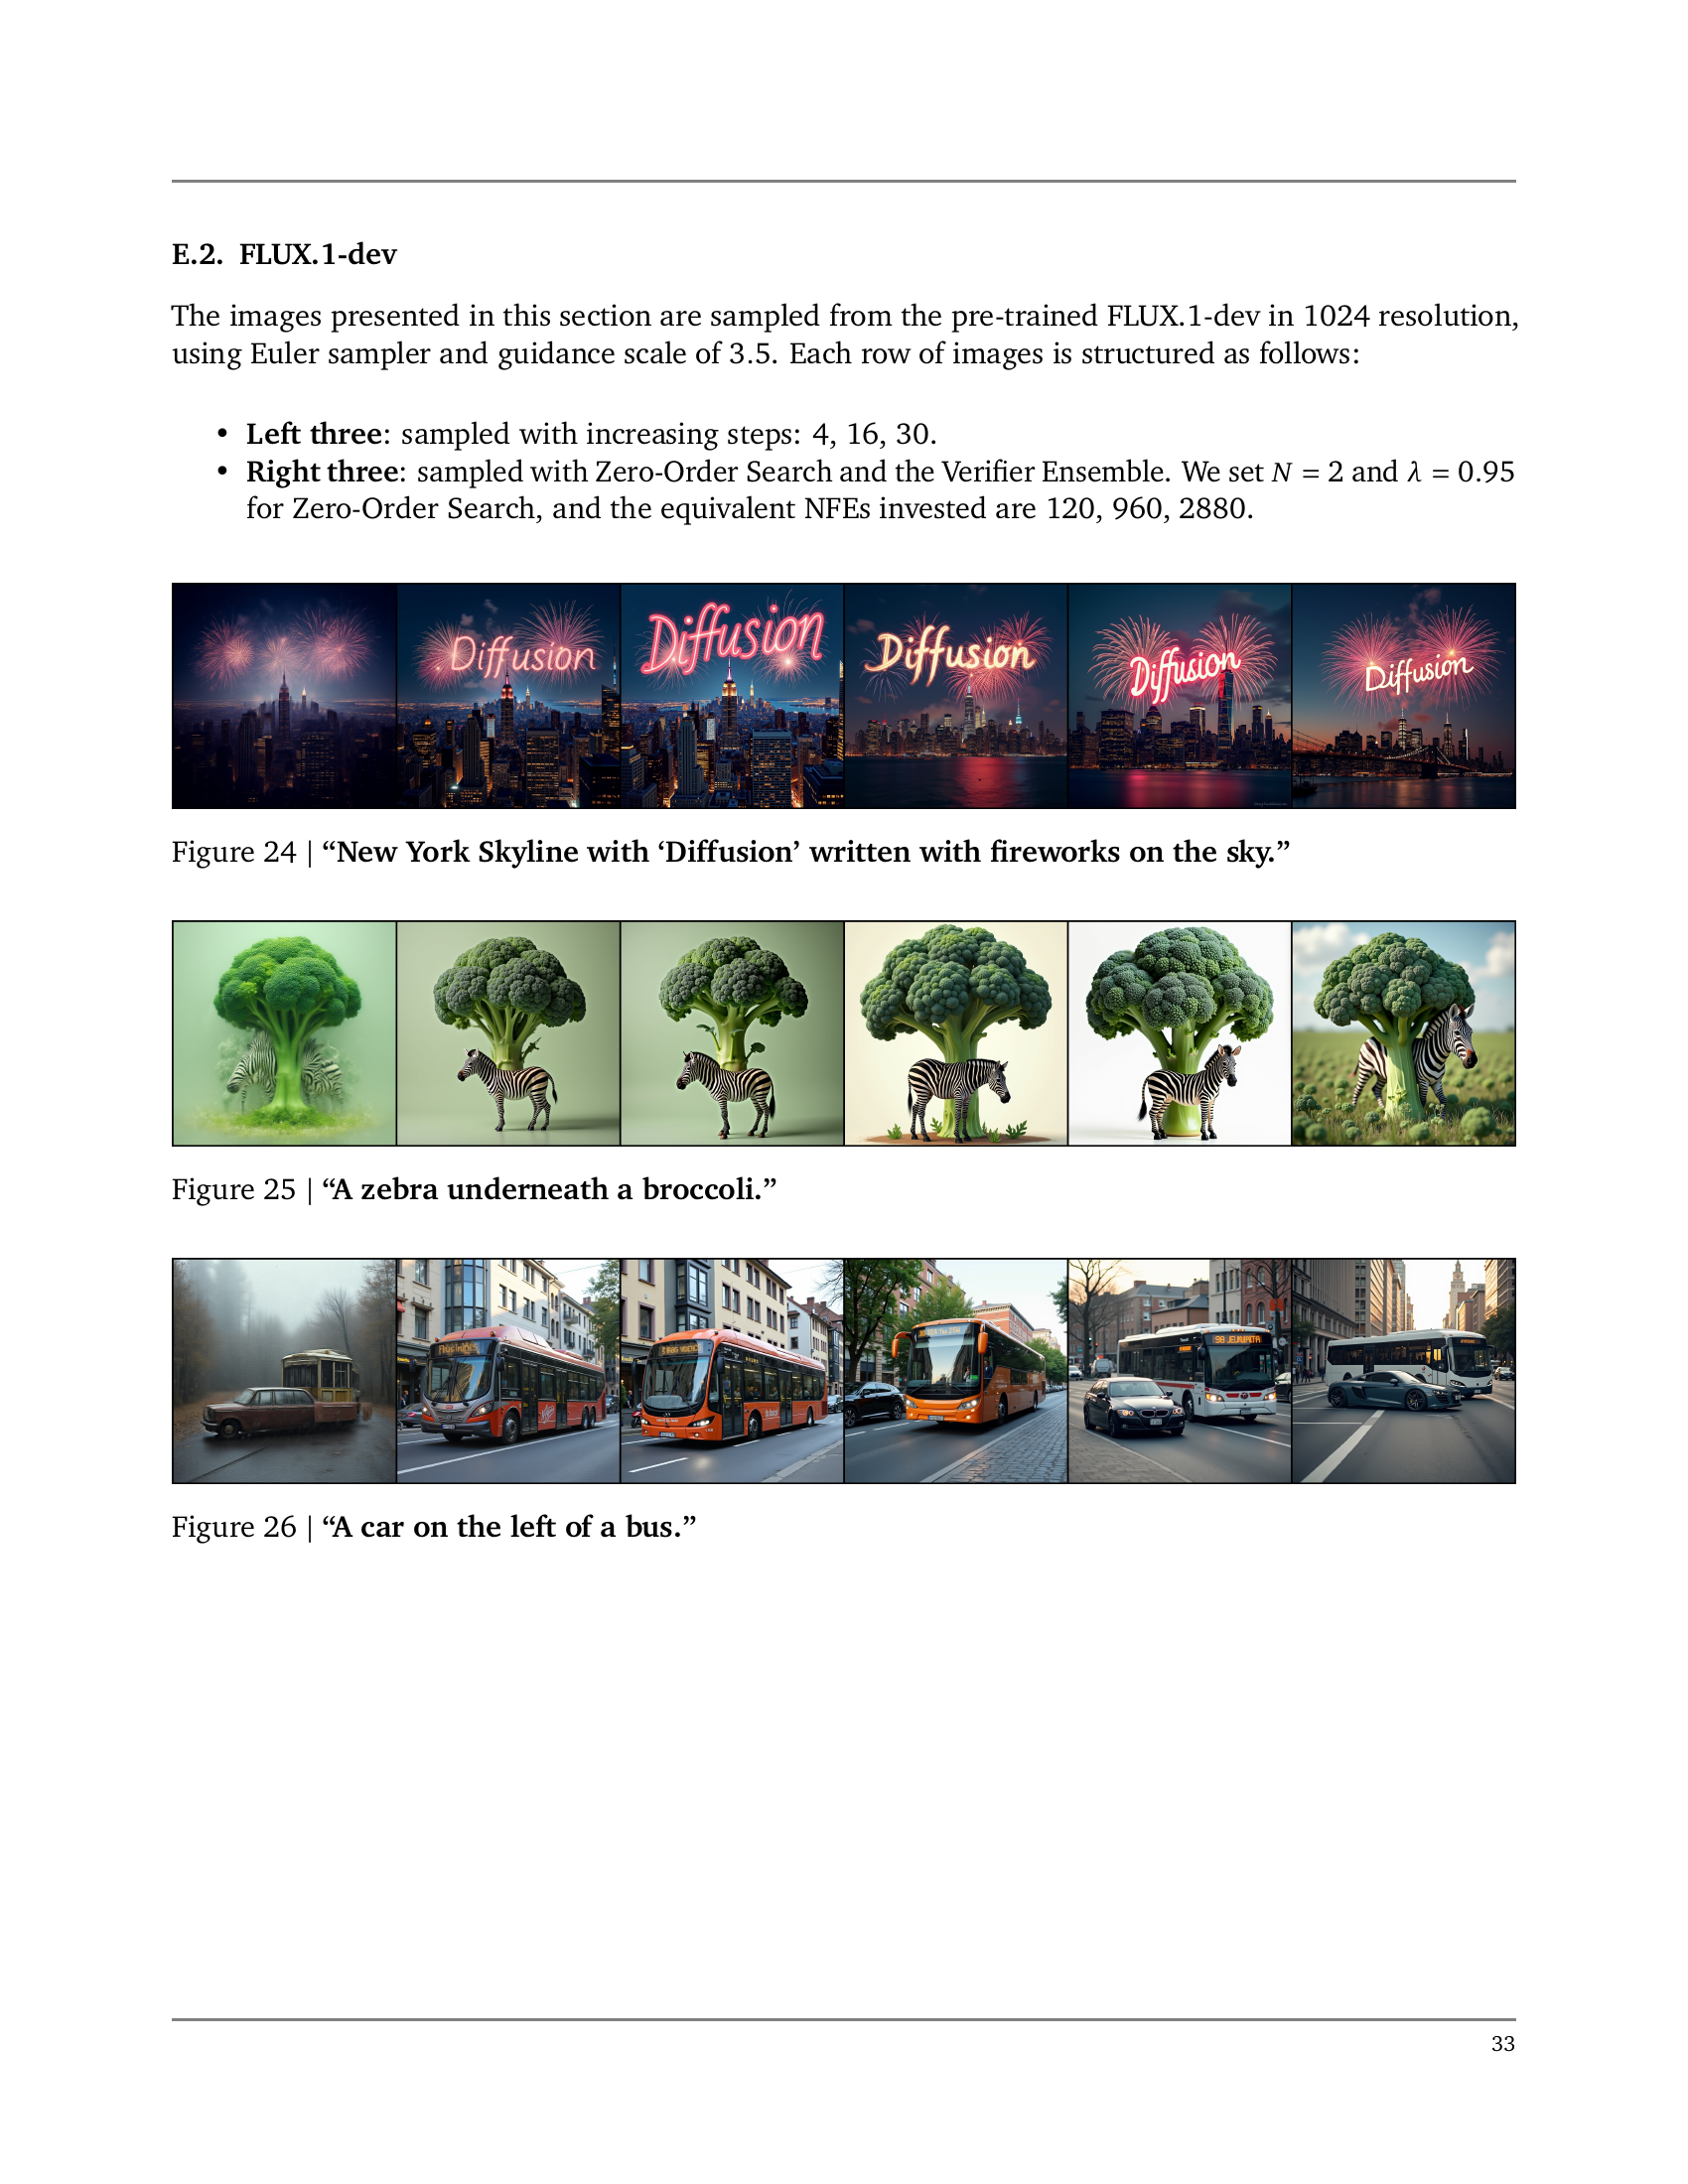 E.2. FLUX.1-dev
The images presented in this section are sampled from the pre-trained FLUX.1-dev in 1024 resolution,
using Euler sampler and guidance scale of 3.5. Each row of images is structured as follows:
• Left three: sampled with increasing steps: 4, 16, 30.
• Right three: sampled with Zero-Order Search and the Verifier Ensemble. We set N = 2 and λ = 0.95
for Zero-Order Search, and the equivalent NFEs invested are 120, 960, 2880.
Diffusion Diffusion Diffusion Diffusion Diffusion
Figure 24 | “New York Skyline with ‘Diffusion’ written with fireworks on the sky.”
Figure 25 | “A zebra underneath a broccoli.”
Figure 26 | “A car on the left of a bus.”
33